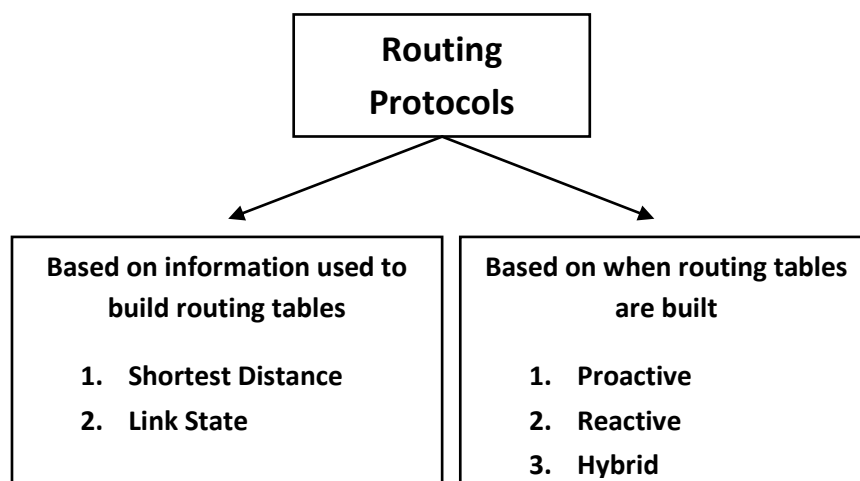 Routing
Protocols
Based on information used to
build routing tables
1. Shortest Distance
2. Link State
Based on when routing tables
are built
1. Proactive
2. Reactive
3. Hybrid